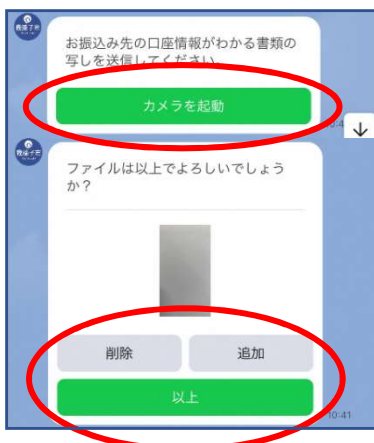 お振込み先の口座情報がわかる書類の
写しを送信してください。
カメラを起動
ファイルは以上でよろしいでしょう
か？
削除
追加
以上
10:41